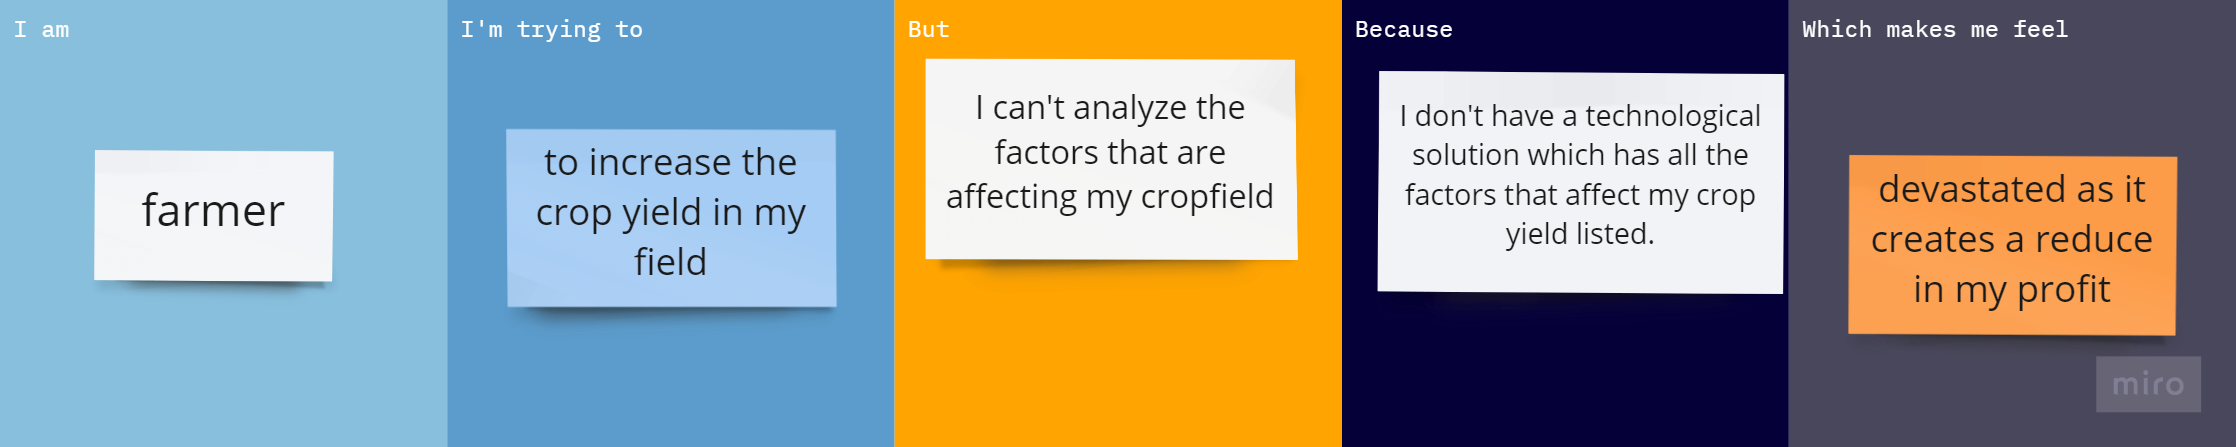 I am
farmer
I'm trying to
to increase the
crop yield in my
field
But
I can't analyze the
factors that are
affecting my cropfield
Because
I don't have a technological
solution which has all the
factors that affect my crop
yield listed.
Which makes me feel
devastated as it
creates a reduce
in my profit
miro